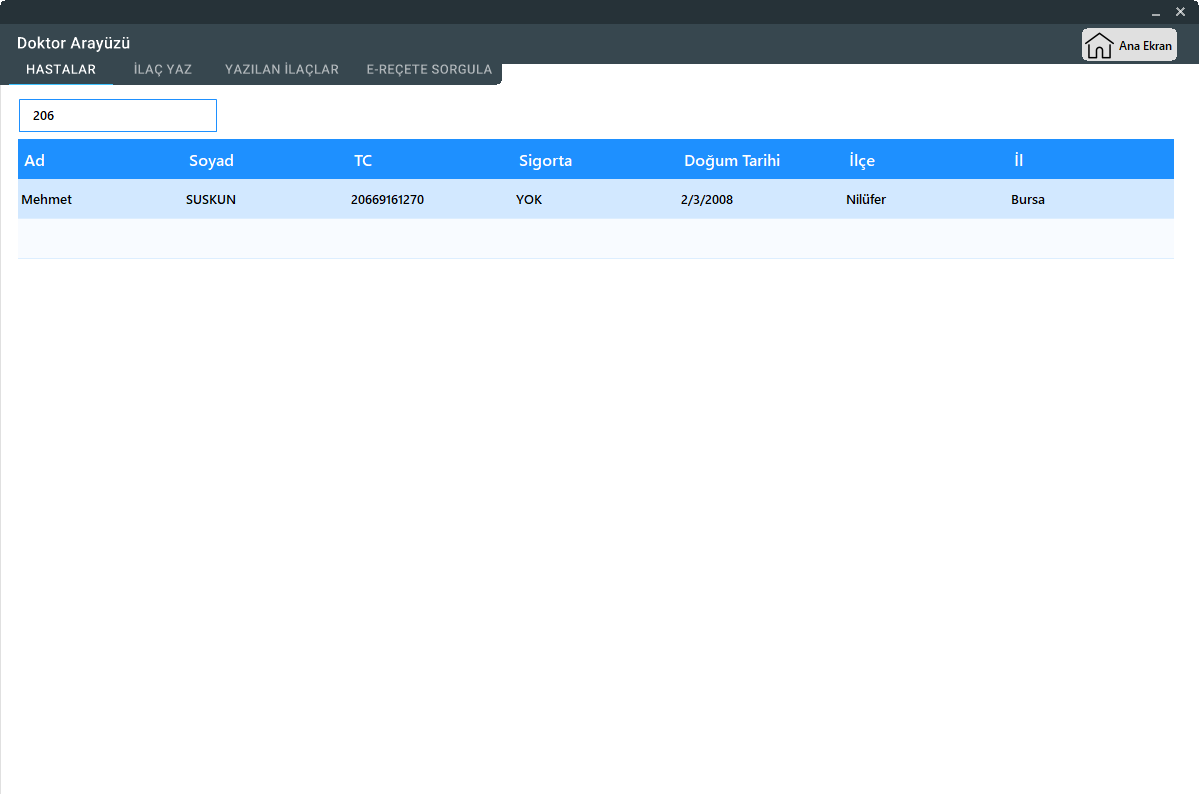 Doktor Arayüzü
Ana Ekran
HASTALAR İLAÇ YAZ YAZILAN İLAÇLAR E-REÇETE SORGULA
206
Ad Soyad TC Sigorta Doğum Tarihi İlçe İl
Mehmet SUSKUN 20669161270 YOK 2/3/2008 Nilüfer Bursa